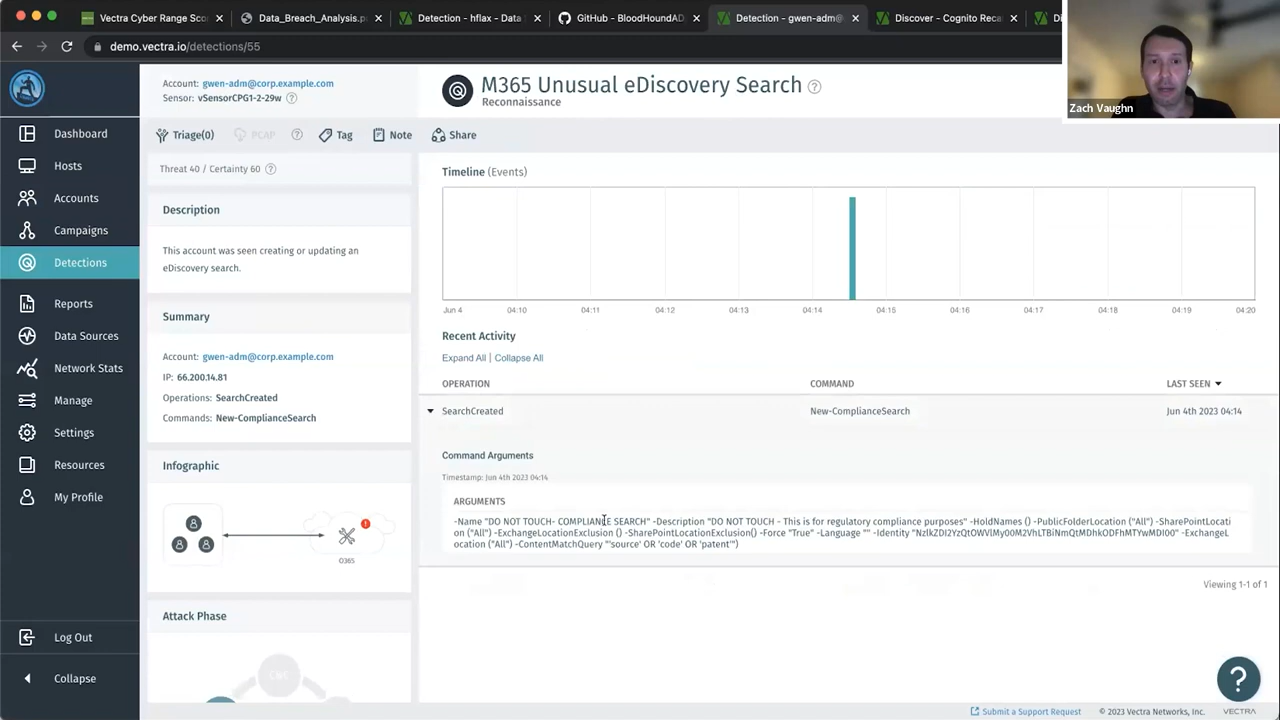 Vectra Cyber Range Sco
Data_Breach_Analysis.p
Detection - hflax - Data
GitHub - BloodHoundAD
Detection - gwen-adm@
Discover - Cognito Reca
demo.vectra.io/detections/55
Zach Vaughn
Dashboard
Hosts
Accounts
Campaigns
Detections
Reports
Data Sources
Network Stats
Manage
Settings
Resources
My Profile
Log Out
Collapse
Account: gwen-adm@corp.example.com
Sensor: vSensorCPG1-2-29w
M365 Unusual eDiscovery Search
Reconnaissance
Triage(0)
PCAP
Tag
Note
Share
Threat 40 / Certainty 60
Description
This account was seen creating or updating an
eDiscovery search.
Summary
Account: gwen-adm@corp.example.com
IP: 66.200.14.81
Operations: SearchCreated
Commands: New-ComplianceSearch
Infographic
O365
Attack Phase
C&C
Timeline (Events)
Jun 4 04:10 04:11 04:12 04:13 04:14 04:15 04:16 04:17 04:18 04:19 04:20
Recent Activity
Expand All | Collapse All
OPERATION COMMAND LAST SEEN
SearchCreated New-ComplianceSearch Jun 4th 2023 04:14
Command Arguments
Timestamp: Jun 4th 2023 04:14
ARGUMENTS
-Name "DO NOT TOUCH- COMPLIANCE SEARCH" -Description "DO NOT TOUCH - This is for regulatory compliance purposes" -HoldNames () -PublicFolderLocation ("All") -SharePointLocati
on ("All") -ExchangeLocationExclusion () -SharePointLocationExclusion() -Force "True" -Language "" -Identity
ocation ("All") -ContentMatchQuery "'source' OR 'code' OR 'patent'")
Viewing 1-1 of 1
Submit a Support Request
© 2023 Vectra Networks, Inc.
VECTRA